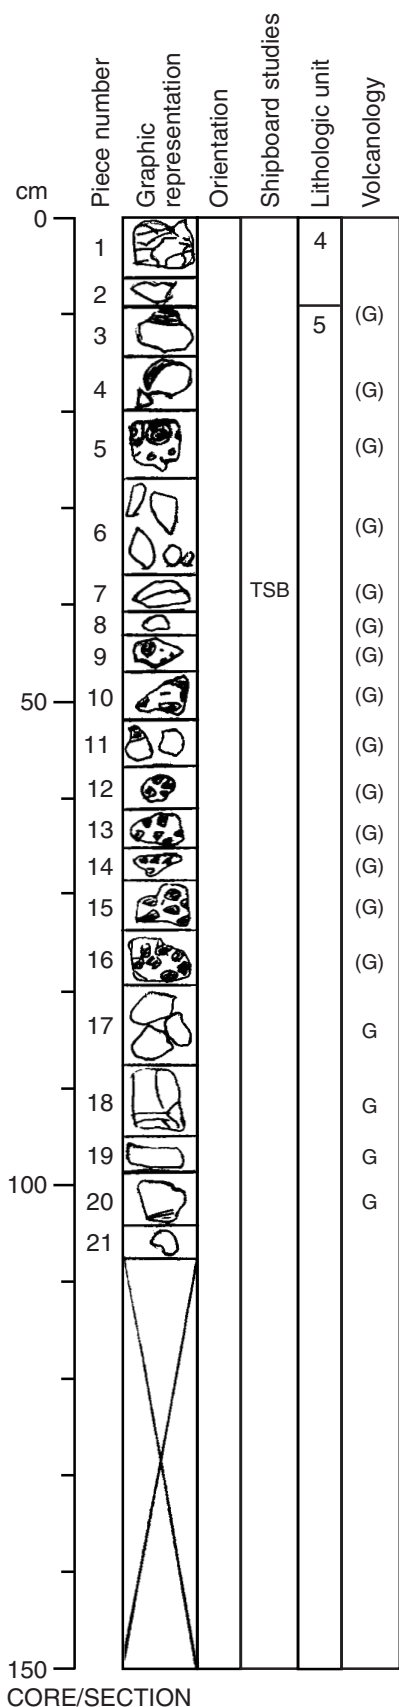 cm
Piece number
Graphic
representation
Orientation
Shipboard studies
Lithologic unit
Volcanology
0
1
4
2
(G)
3
5
4
(G)
5
(G)
6
(G)
7
TSB
(G)
8
(G)
9
(G)
50
10
(G)
11
(G)
12
(G)
13
(G)
14
(G)
15
(G)
16
(G)
17
G
18
G
19
G
100
20
G
21
150
CORE/SECTION